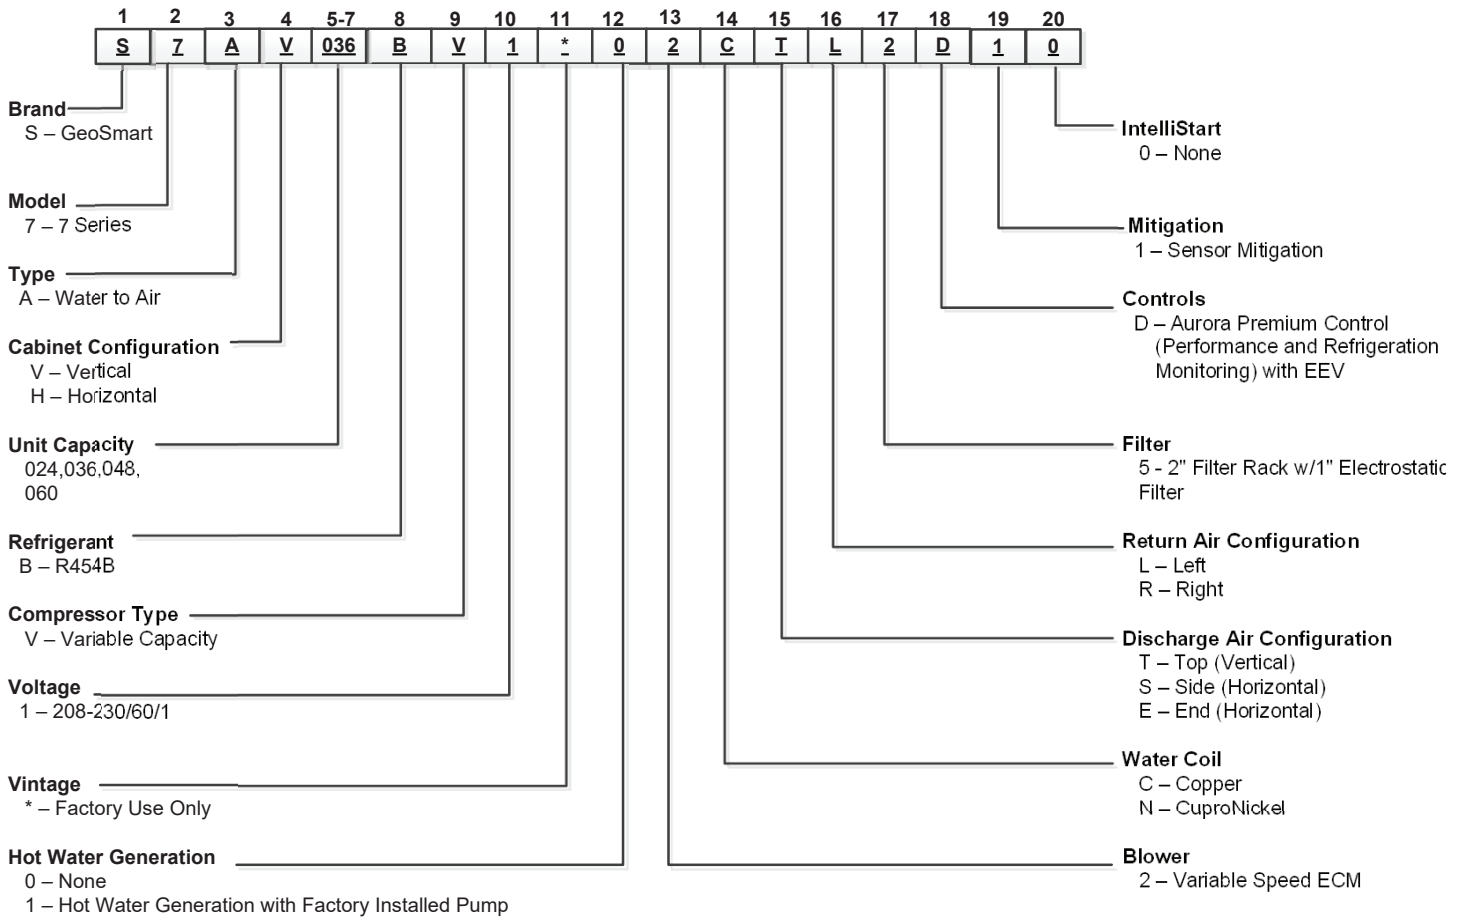 1 2 3 4 5-7 8 9 10 11 12 13 14 15 16 17 18 19 20
S 7 A V 036 B V 1 * 0 2 C T L 2 D 1 0
Brand
S – GeoSmart
Model
7 – 7 Series
Type
A – Water to Air
Cabinet Configuration
V – Vertical
H – Horizontal
Unit Capacity
024,036,048,
060
Refrigerant
B – R454B
Compressor Type
V – Variable Capacity
Voltage
1 – 208-230/60/1
Vintage
* – Factory Use Only
Hot Water Generation
0 – None
1 – Hot Water Generation with Factory Installed Pump
IntelliStart
0 – None
Mitigation
1 – Sensor Mitigation
Controls
D – Aurora Premium Control
(Performance and Refrigeration
Monitoring) with EEV
Filter
5 - 2" Filter Rack w/1" Electrostatic
Filter
Return Air Configuration
L – Left
R – Right
Discharge Air Configuration
T – Top (Vertical)
S – Side (Horizontal)
E – End (Horizontal)
Water Coil
C – Copper
N – CuproNickel
Blower
2 – Variable Speed ECM